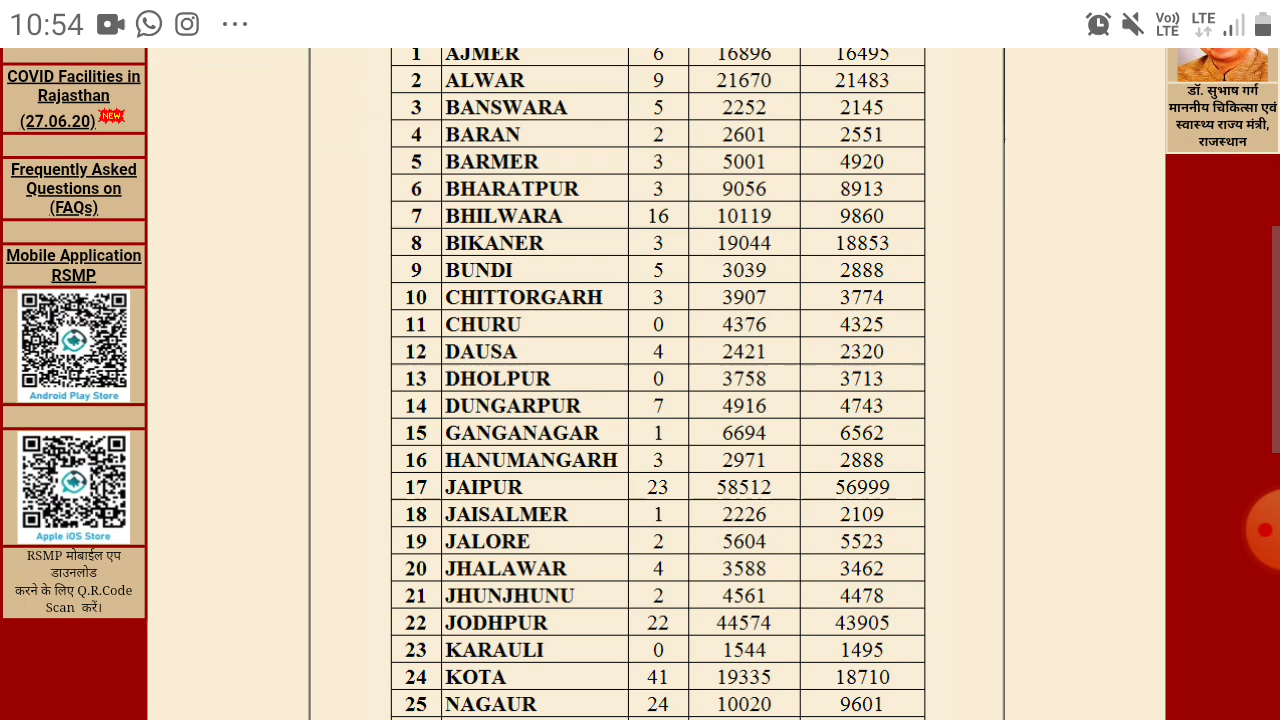 10:54 ...
Vo)) LTE LTE
COVID Facilities in
Rajasthan
(27.06.20) NEW
Frequently Asked
Questions on
(FAQs)
Mobile Application
RSMP
Android Play Store
Apple iOS Store
RSMP मोबाईल एप
डाउनलोड
करने के लिए Q.R.Code
Scan करें।
1 AJMER 6 16896 16495
2 ALWAR 9 21670 21483
3 BANSWARA 5 2252 2145
4 BARAN 2 2601 2551
5 BARMER 3 5001 4920
6 BHARATPUR 3 9056 8913
7 BHILWARA 16 10119 9860
8 BIKANER 3 19044 18853
9 BUNDI 5 3039 2888
10 CHITTORGARH 3 3907 3774
11 CHURU 0 4376 4325
12 DAUSA 4 2421 2320
13 DHOLPUR 0 3758 3713
14 DUNGARPUR 7 4916 4743
15 GANGANAGAR 1 6694 6562
16 HANUMANGARH 3 2971 2888
17 JAIPUR 23 58512 56999
18 JAISALMER 1 2226 2109
19 JALORE 2 5604 5523
20 JHALAWAR 4 3588 3462
21 JHUNJHUNU 2 4561 4478
22 JODHPUR 22 44574 43905
23 KARAULI 0 1544 1495
24 KOTA 41 19335 18710
25 NAGAUR 24 10020 9601
डॉ. सुभाष गर्ग
माननीय चिकित्सा एवं
स्वास्थ्य राज्य मंत्री,
राजस्थान